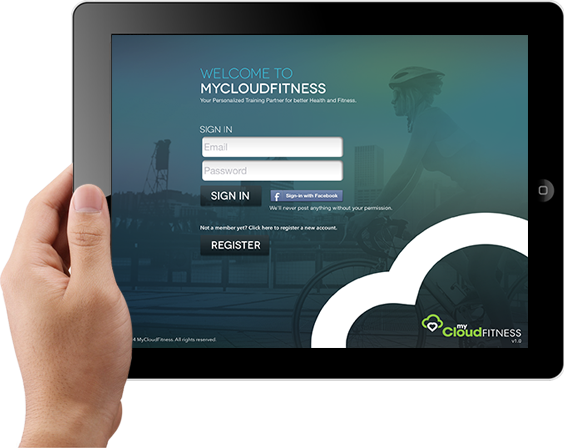 WELCOME TO
MYCLOUDFITNESS
Your Personalized Training Partner for better Health and Fitness.
SIGN IN
Email
Password
SIGN IN
f Sign-in with Facebook
We'll never post anything without your permission.
Not a member yet? Click here to register a new account.
REGISTER
my
CloudFITNESS
v1.0
4 MyCloudFitness. All rights reserved.